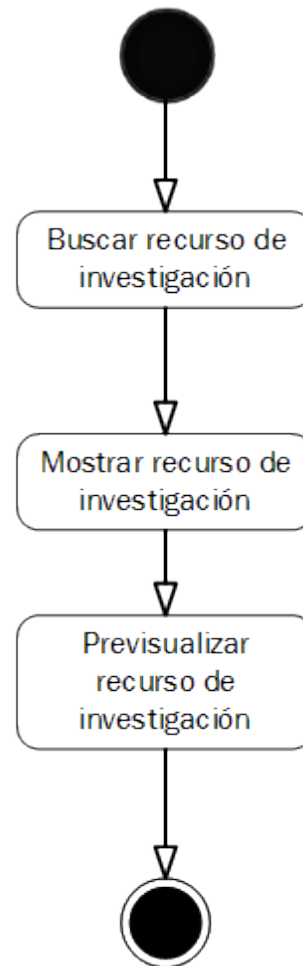 Buscar recurso de
investigación
Mostrar recurso de
investigación
Previsualizar
recurso de
investigación